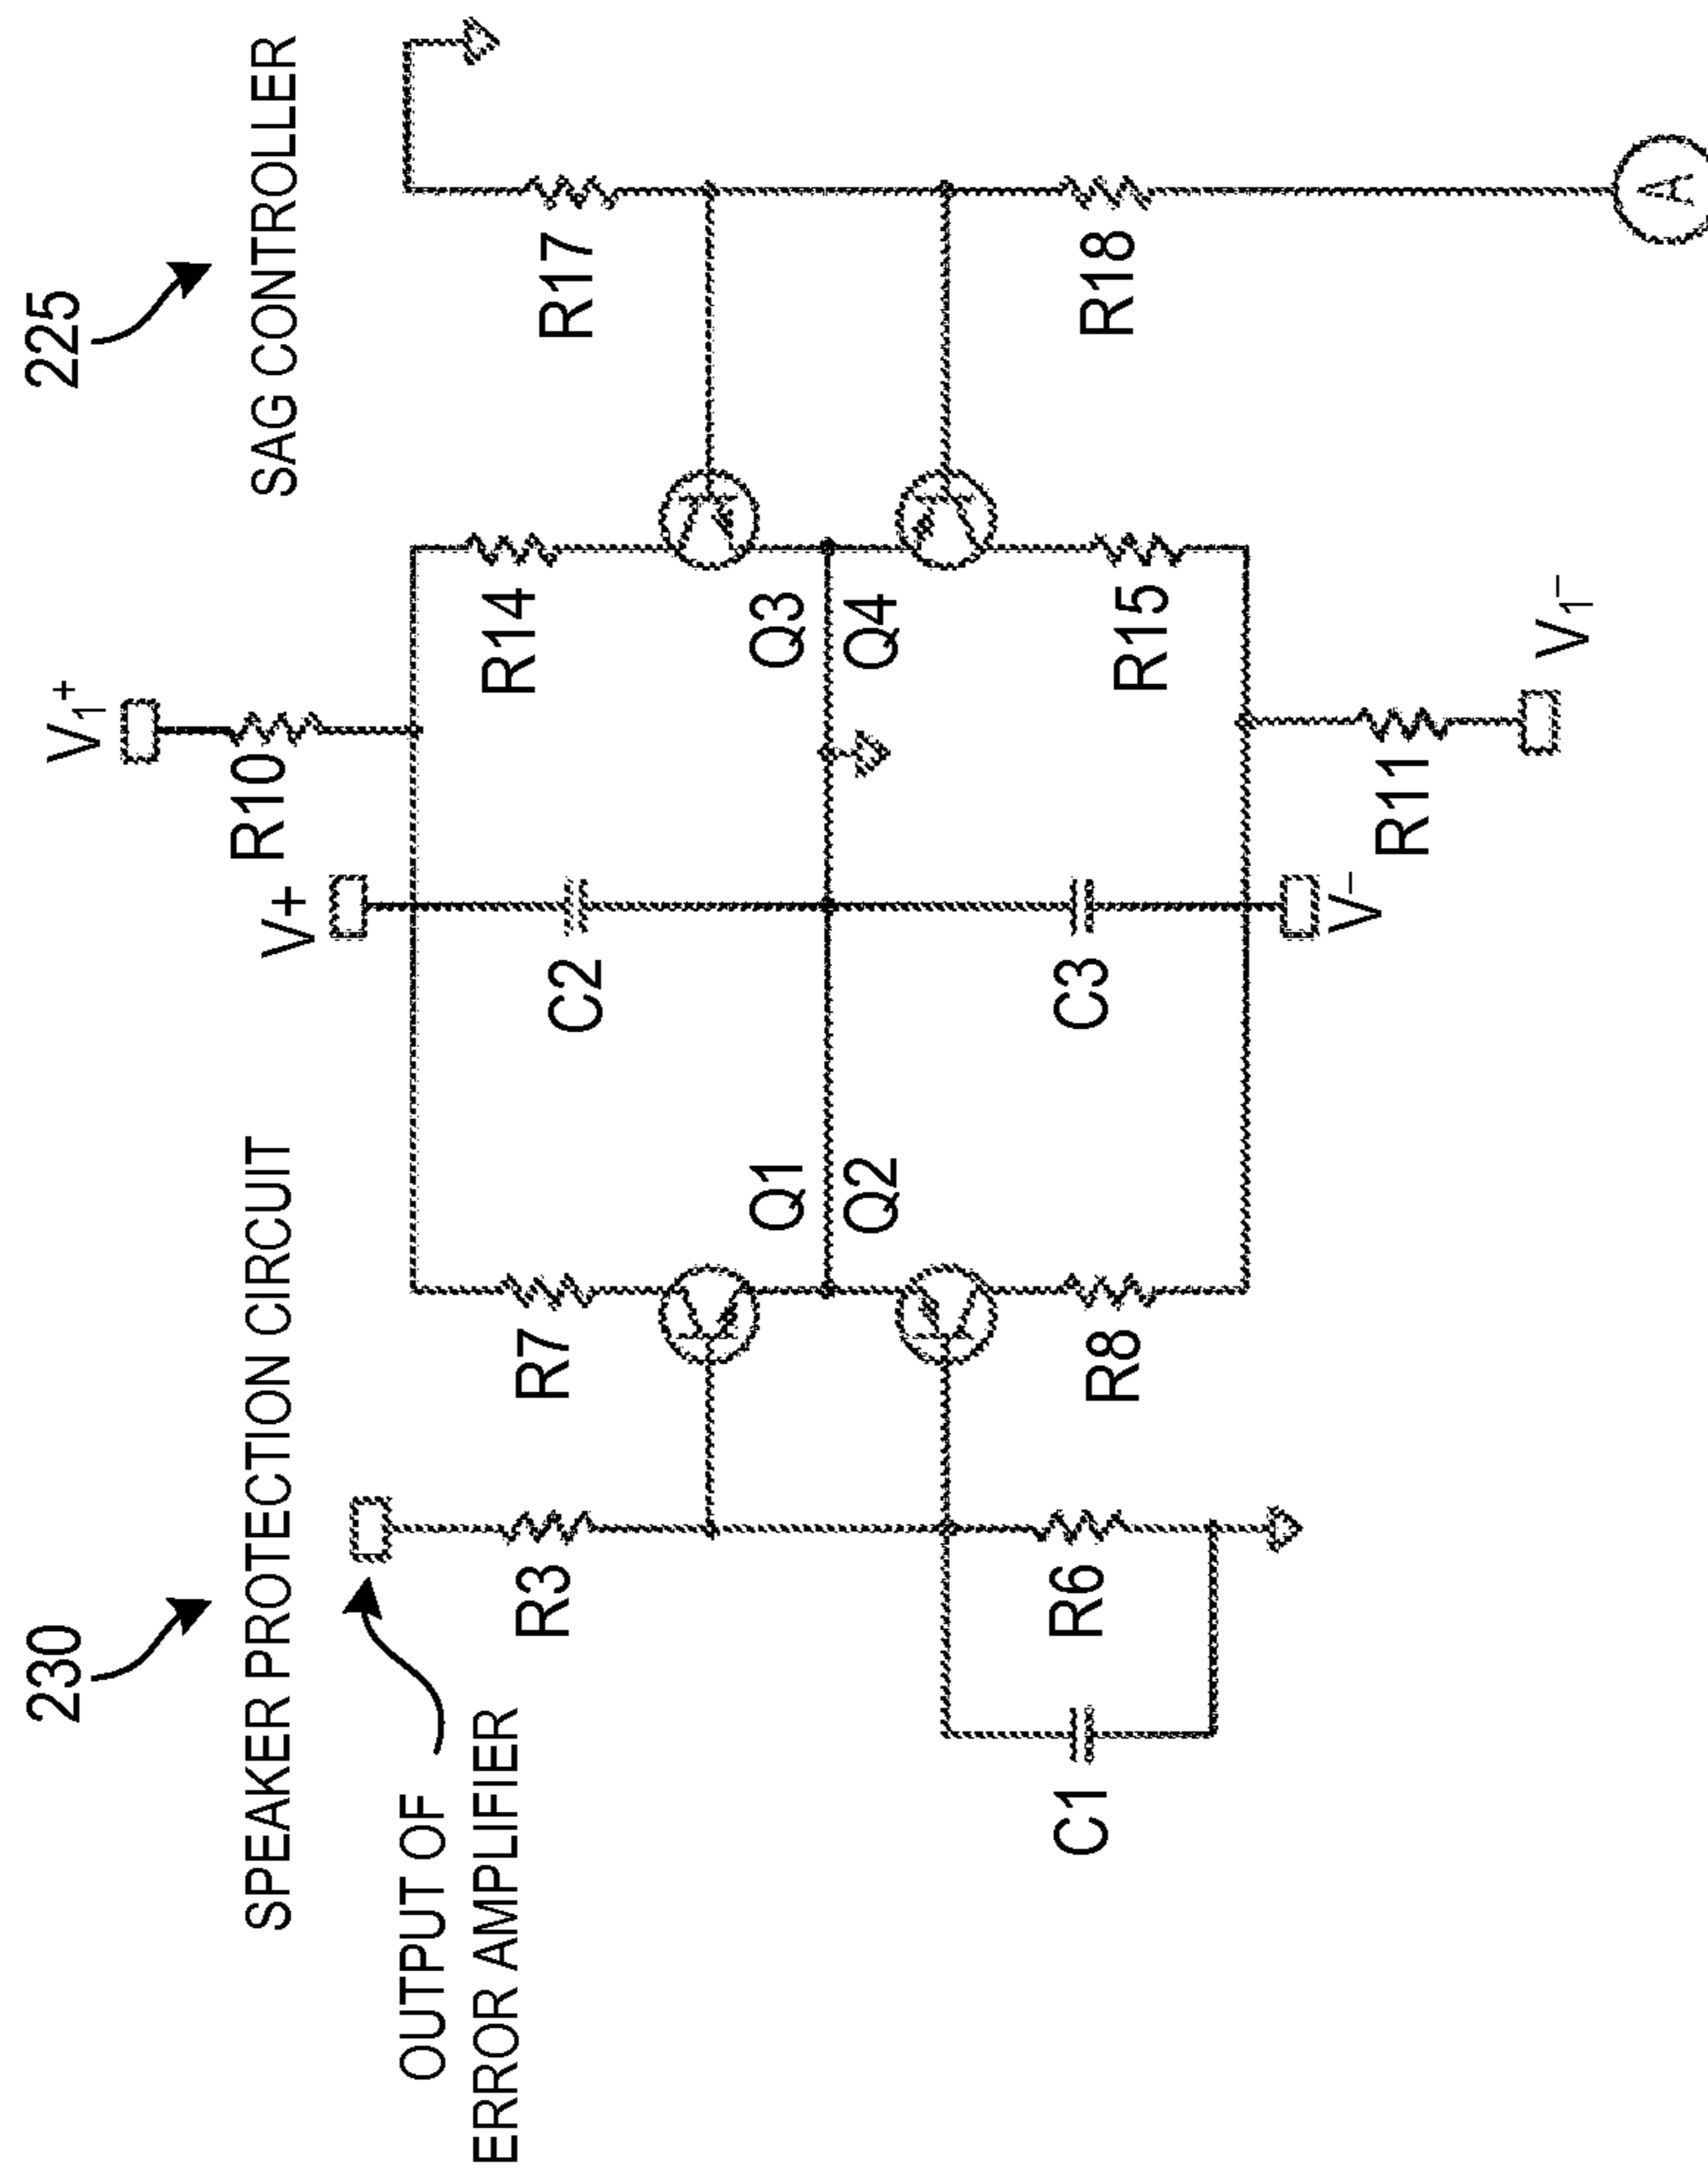 230
SPEAKER PROTECTION CIRCUIT
OUTPUT OF
ERROR AMPLIFIER
225
SAG CONTROLLER
V₁⁺
R10
V+
R3
R7
C2
R14
R17
Q1
Q3
Q2
Q4
C1
R6
R8
C3
R15
R18
V⁻
R11
V₁⁻
A